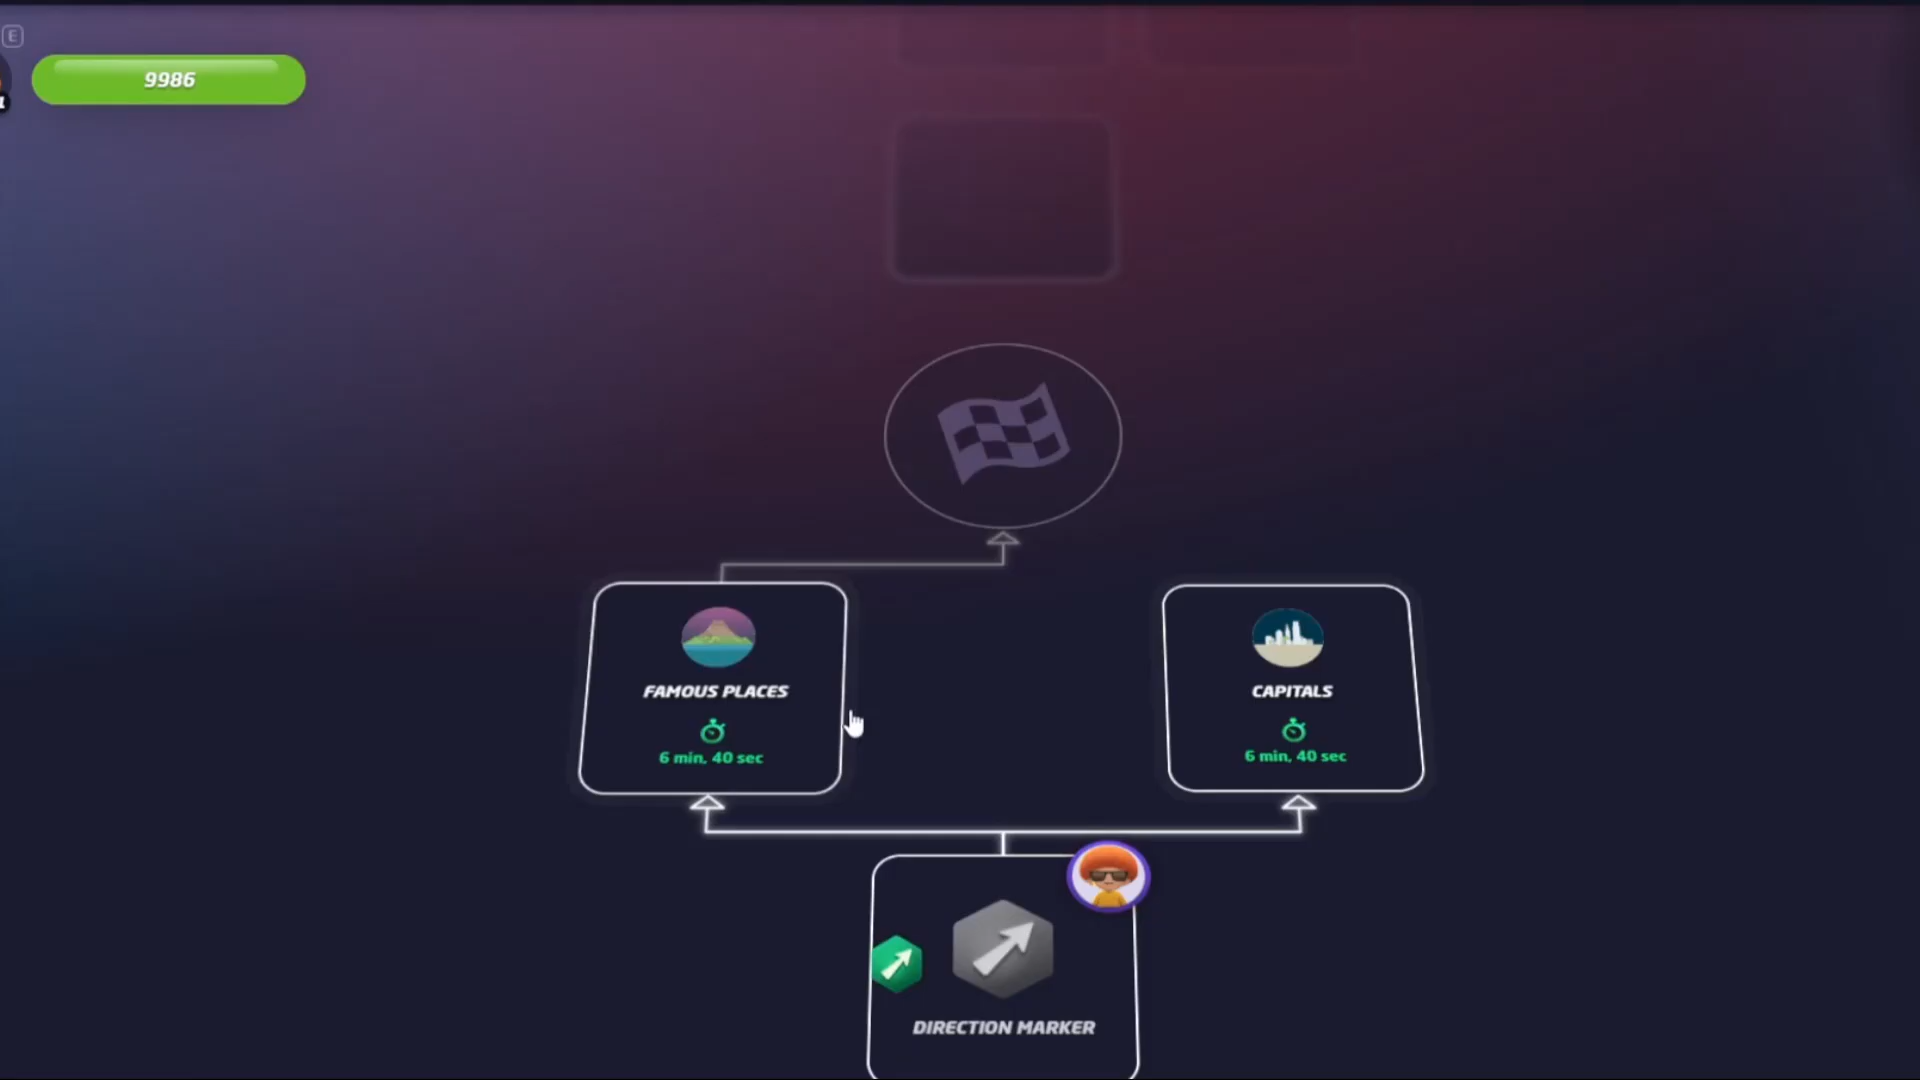 E
9986
FAMOUS PLACES
6 min, 40 sec
CAPITALS
6 min, 40 sec
DIRECTION MARKER